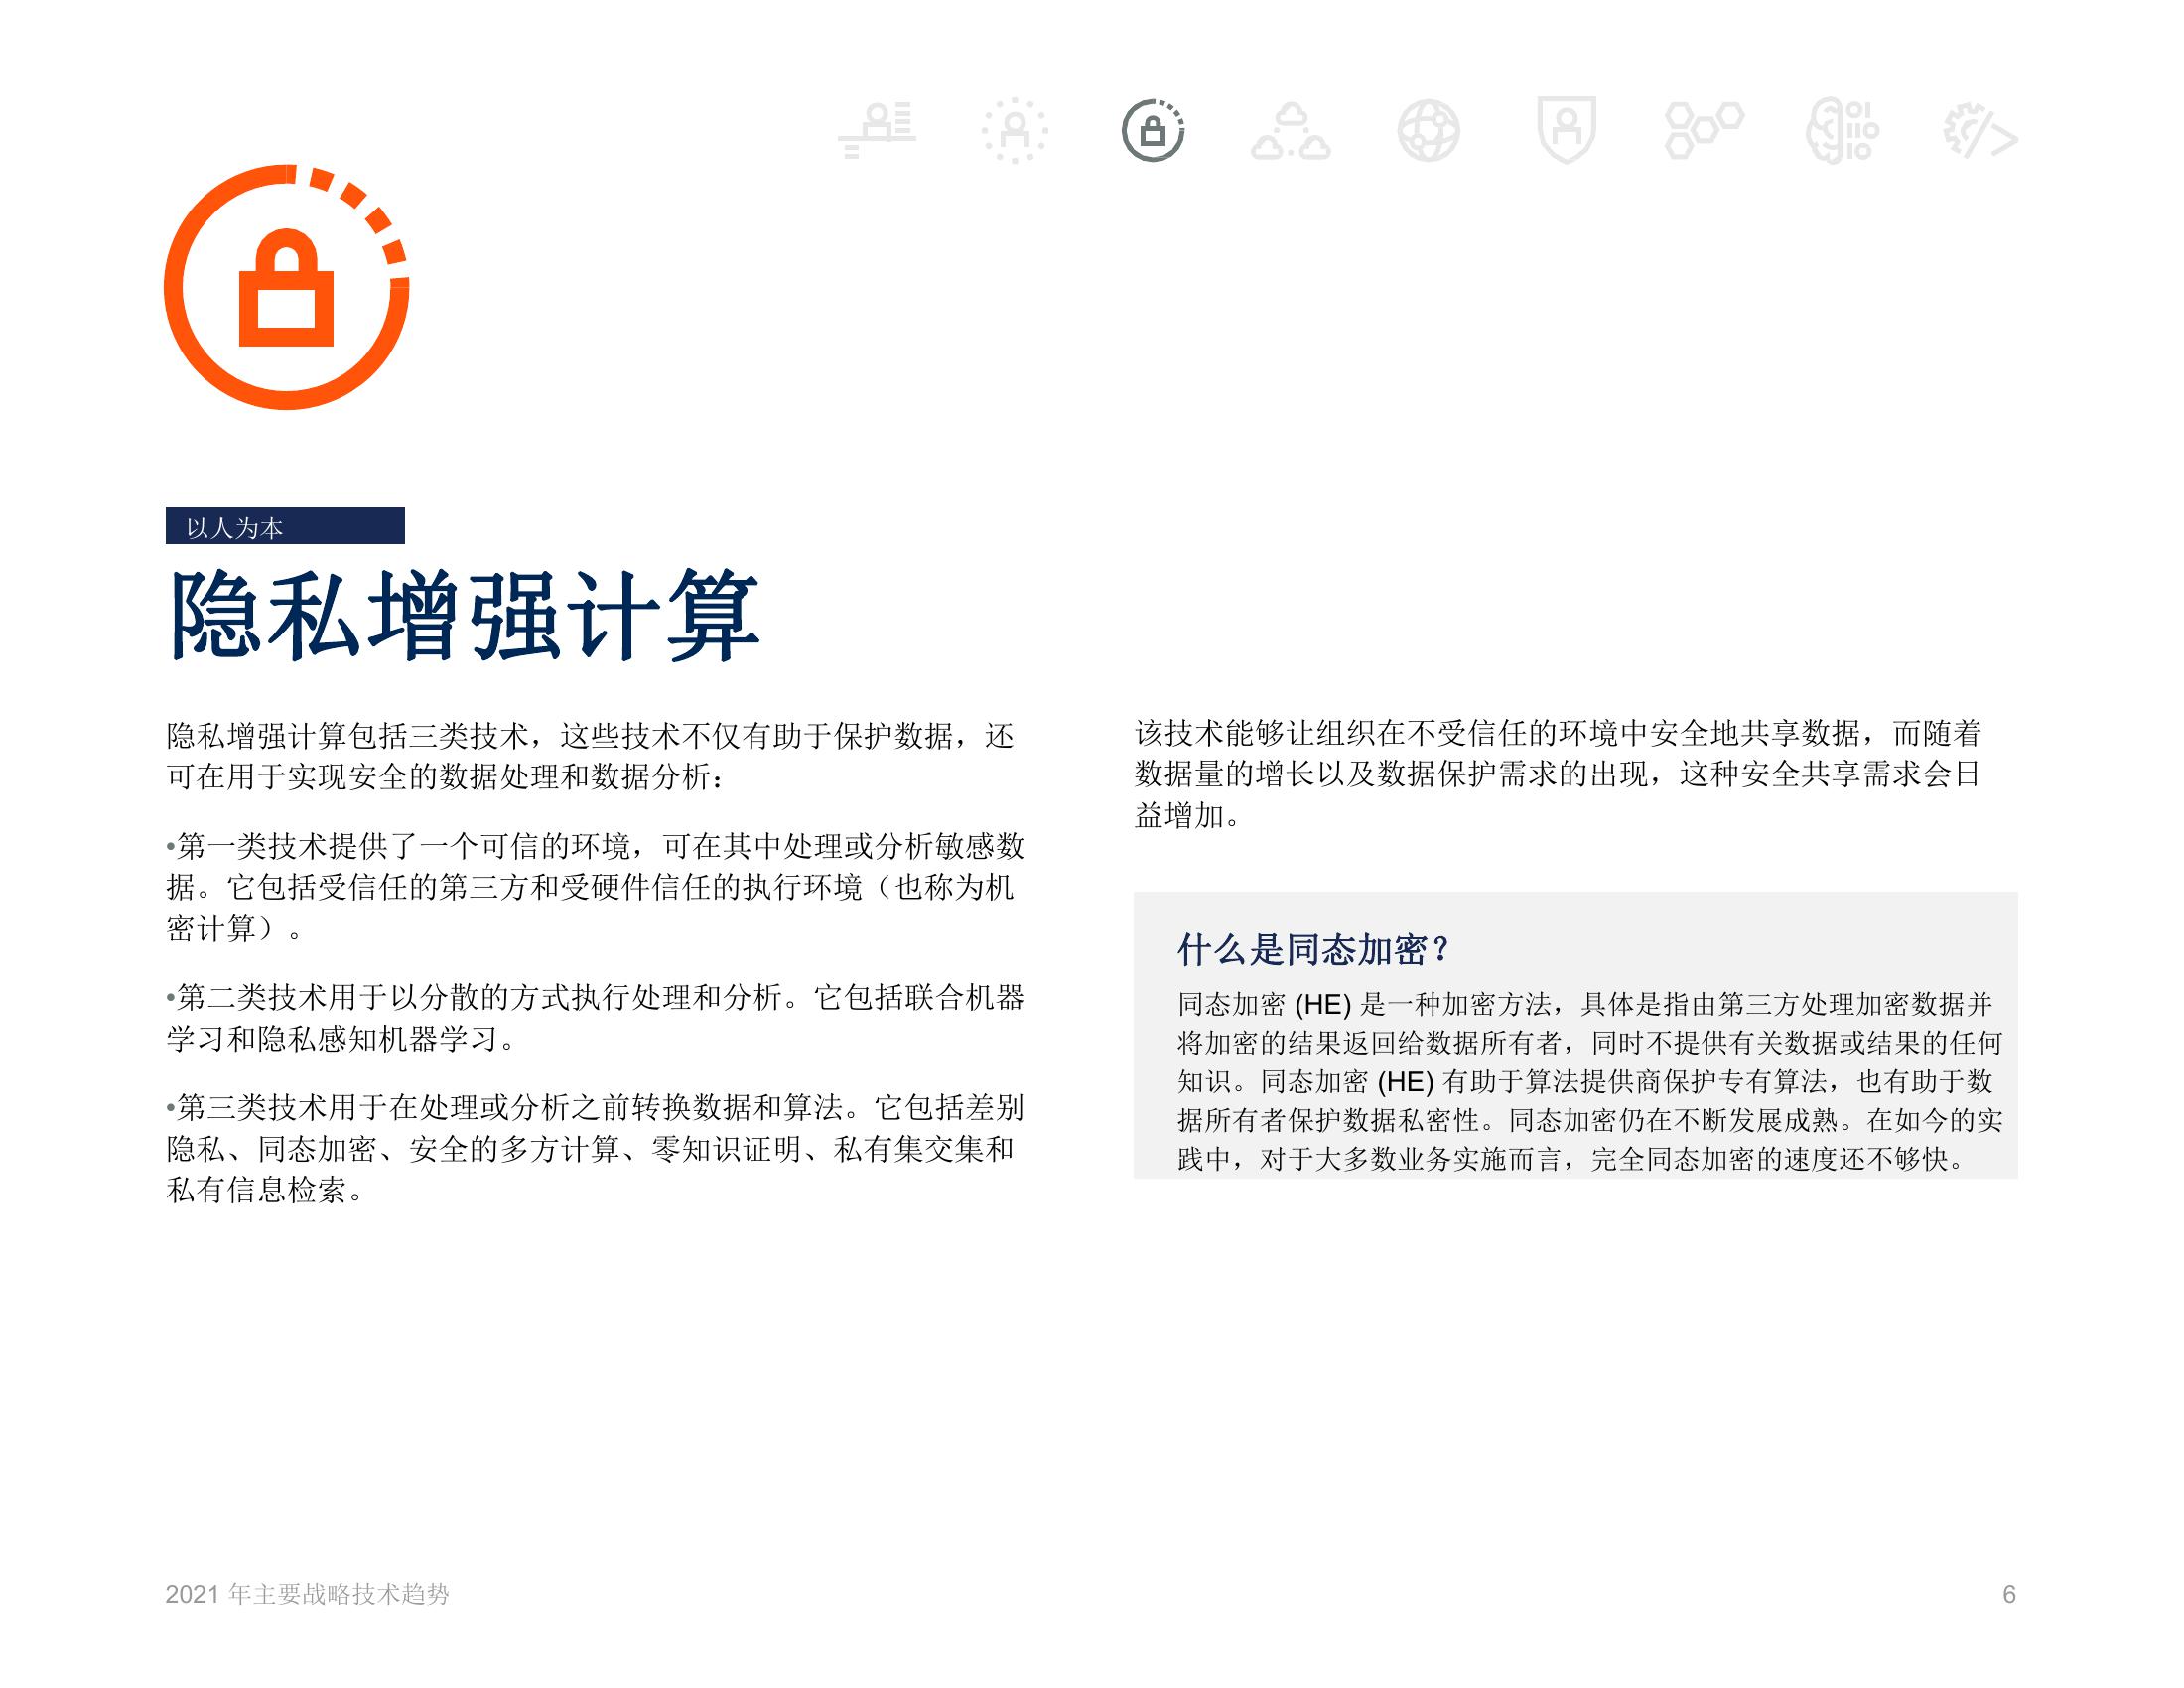 以人为本
隐私增强计算
隐私增强计算包括三类技术，这些技术不仅有助于保护数据，还
可在用于实现安全的数据处理和数据分析：
•第一类技术提供了一个可信的环境，可在其中处理或分析敏感数
据。它包括受信任的第三方和受硬件信任的执行环境（也称为机
密计算）。
•第二类技术用于以分散的方式执行处理和分析。它包括联合机器
学习和隐私感知机器学习。
•第三类技术用于在处理或分析之前转换数据和算法。它包括差别
隐私、同态加密、安全的多方计算、零知识证明、私有集交集和
私有信息检索。
该技术能够让组织在不受信任的环境中安全地共享数据，而随着
数据量的增长以及数据保护需求的出现，这种安全共享需求会日
益增加。
什么是同态加密？
同态加密 (HE) 是一种加密方法，具体是指由第三方处理加密数据并
将加密的结果返回给数据所有者，同时不提供有关数据或结果的任何
知识。同态加密 (HE) 有助于算法提供商保护专有算法，也有助于数
据所有者保护数据私密性。同态加密仍在不断发展成熟。在如今的实
践中，对于大多数业务实施而言，完全同态加密的速度还不够快。
2021 年主要战略技术趋势
6